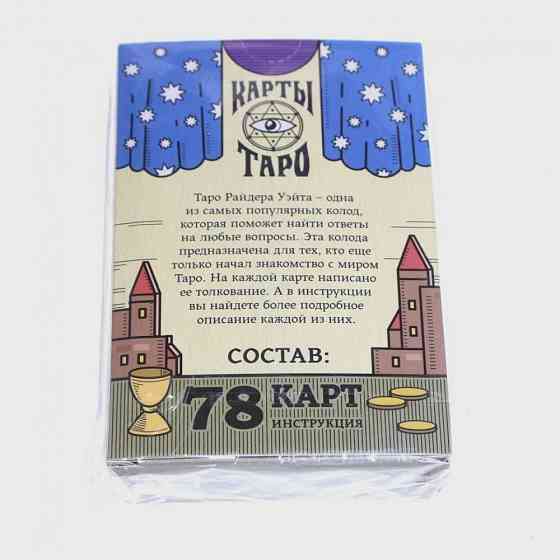 КАРТЫ
ТАРО
Таро Райдера Уэйта – одна
из самых популярных колод,
которая поможет найти ответы
на любые вопросы. Эта колода
предназначена для тех, кто еще
только начал знакомство с миром
Таро. На каждой карте написано
ее толкование. А в инструкции
вы найдете более подробное
описание каждой из них.
СОСТАВ:
78 КАРТ
ИНСТРУКЦИЯ